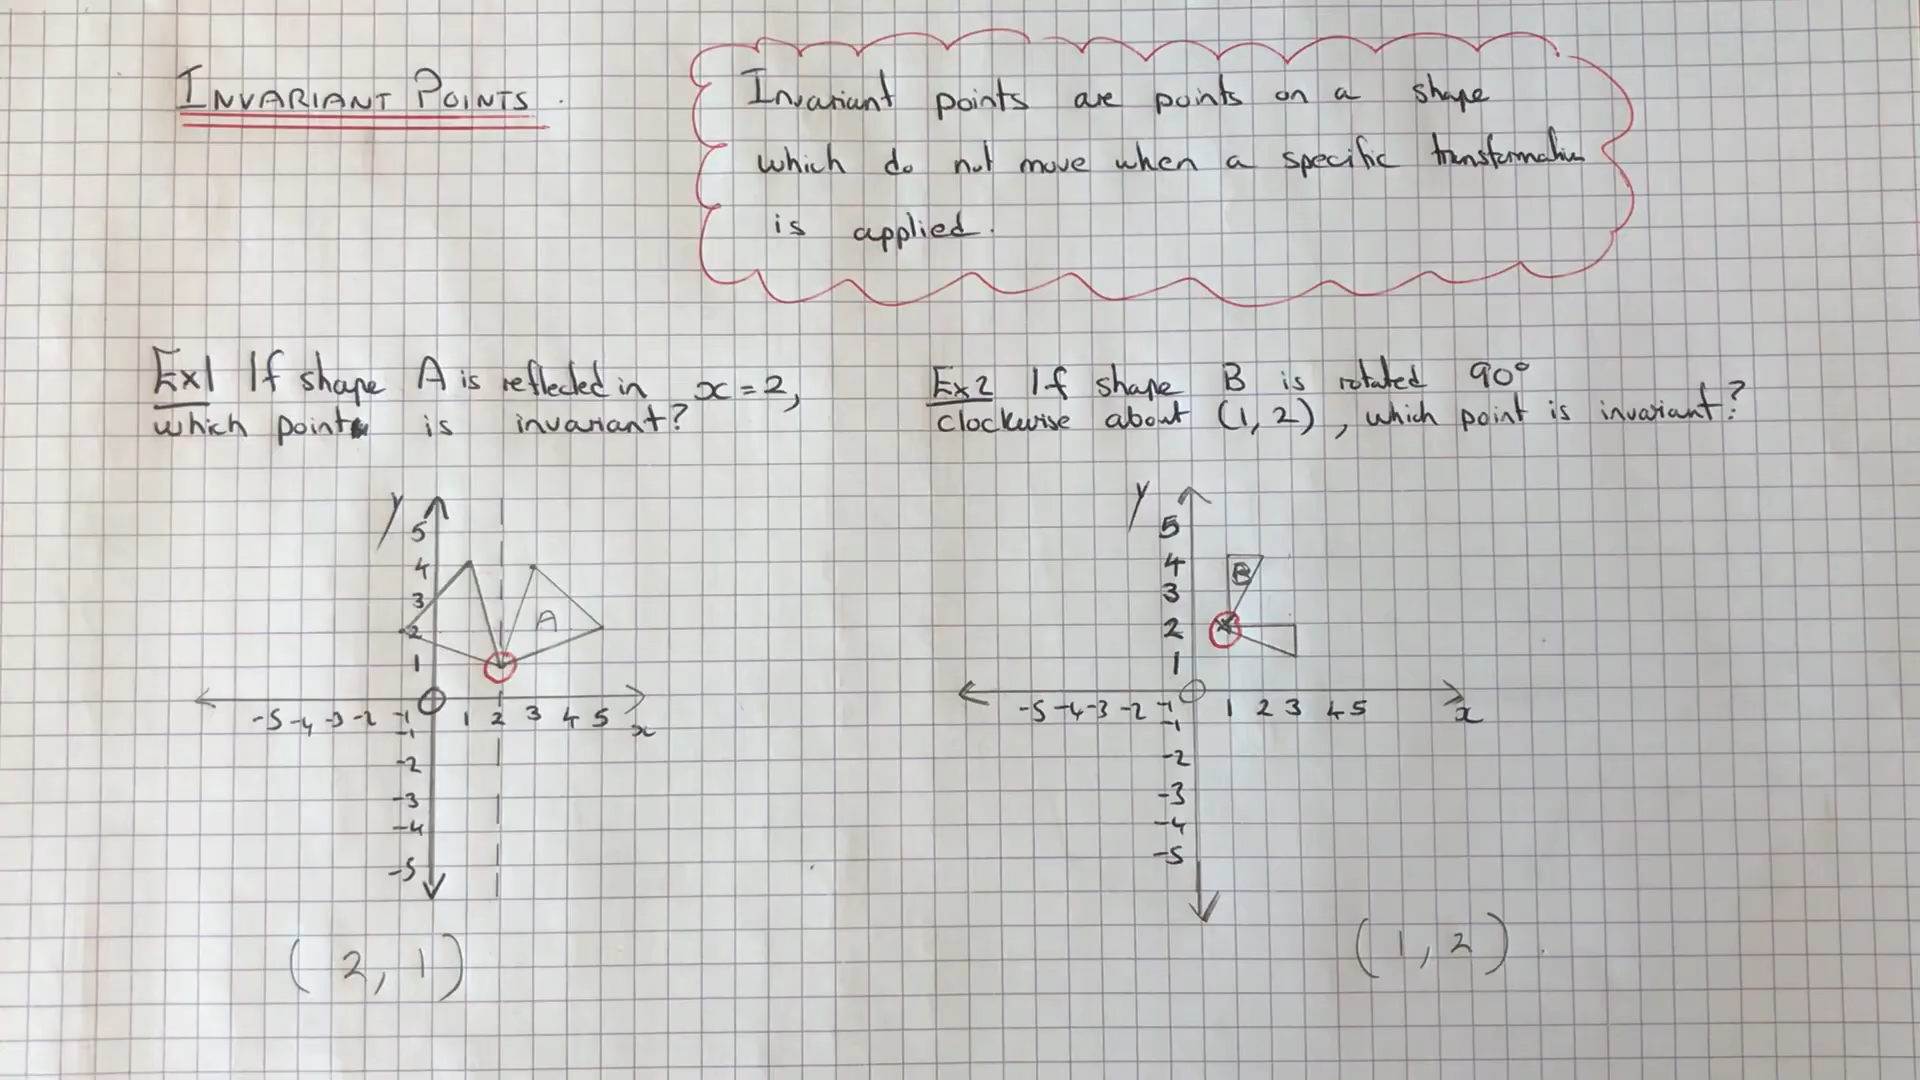 INVARIANT POINTS.
Invariant points are points on a shape
which do not move when a specific transformation
is applied.
Ex1 If shape A is reflected in x = 2,
which point is invariant?
Ex2 If shape B is rotated 90°
clockwise about (1, 2), which point is invariant?
y
5
4
3
2
1
A
-5 -4 -3 -2 -1 0 1 2 3 4 5 x
-1
-2
-3
-4
-5
(2, 1)
y
5
4
3
2
1
B
-5 -4 -3 -2 -1 0 1 2 3 4 5 x
-1
-2
-3
-4
-5
(1, 2).